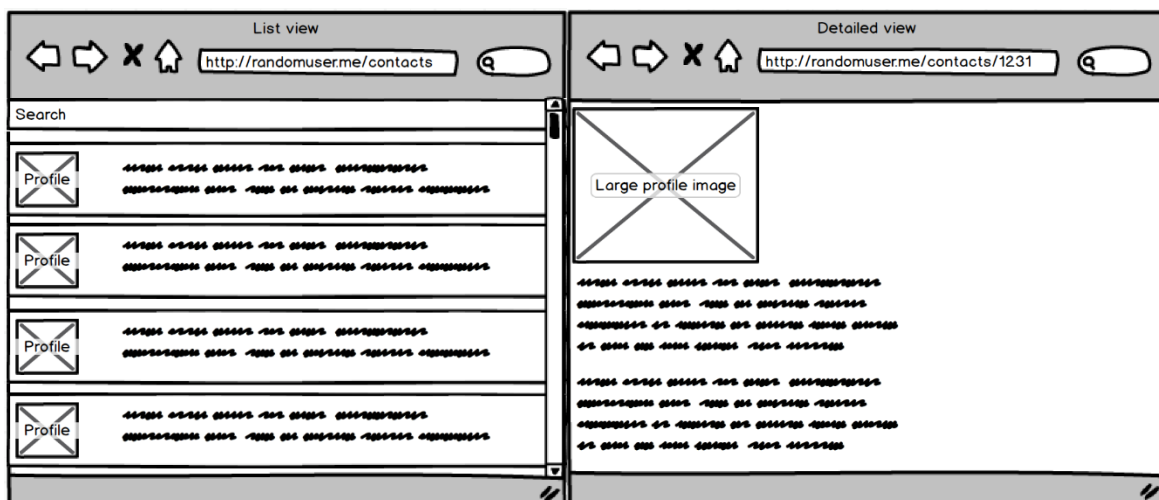 List view
http://randomuser.me/contacts
Search
Profile
Profile
Profile
Profile
Detailed view
http://randomuser.me/contacts/1231
Large profile image